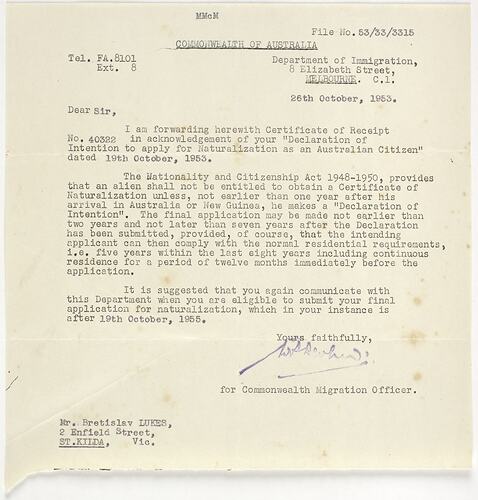 MMcM
File No. 53/33/3315
COMMONWEALTH OF AUSTRALIA
Tel. FA.8101
Ext. 8
Department of Immigration,
8 Elizabeth Street,
MELBOURNE. C.1.
26th October, 1953.
Dear Sir,
I am forwarding herewith Certificate of Receipt
No. 40322 in acknowledgement of your "Declaration of
Intention to apply for Naturalization as an Australian Citizen"
dated 19th October, 1953.
The Nationality and Citizenship Act 1948-1950, provides
that an alien shall not be entitled to obtain a Certificate of
Naturalization unless, not earlier than one year after his
arrival in Australia or New Guinea, he makes a "Declaration of
Intention". The final application may be made not earlier than
two years and not later than seven years after the Declaration
has been submitted, provided, of course, that the intending
applicant can then comply with the normal residential requirements,
i.e. five years within the last eight years including continuous
residence for a period of twelve months immediately before the
application.
It is suggested that you again communicate with
this Department when you are eligible to submit your final
application for naturalization, which in your instance is
after 19th October, 1955.
Yours faithfully,
for Commonwealth Migration Officer.
Mr. Bretislav LUKES,
2 Enfield Street,
ST.KILDA, Vic.